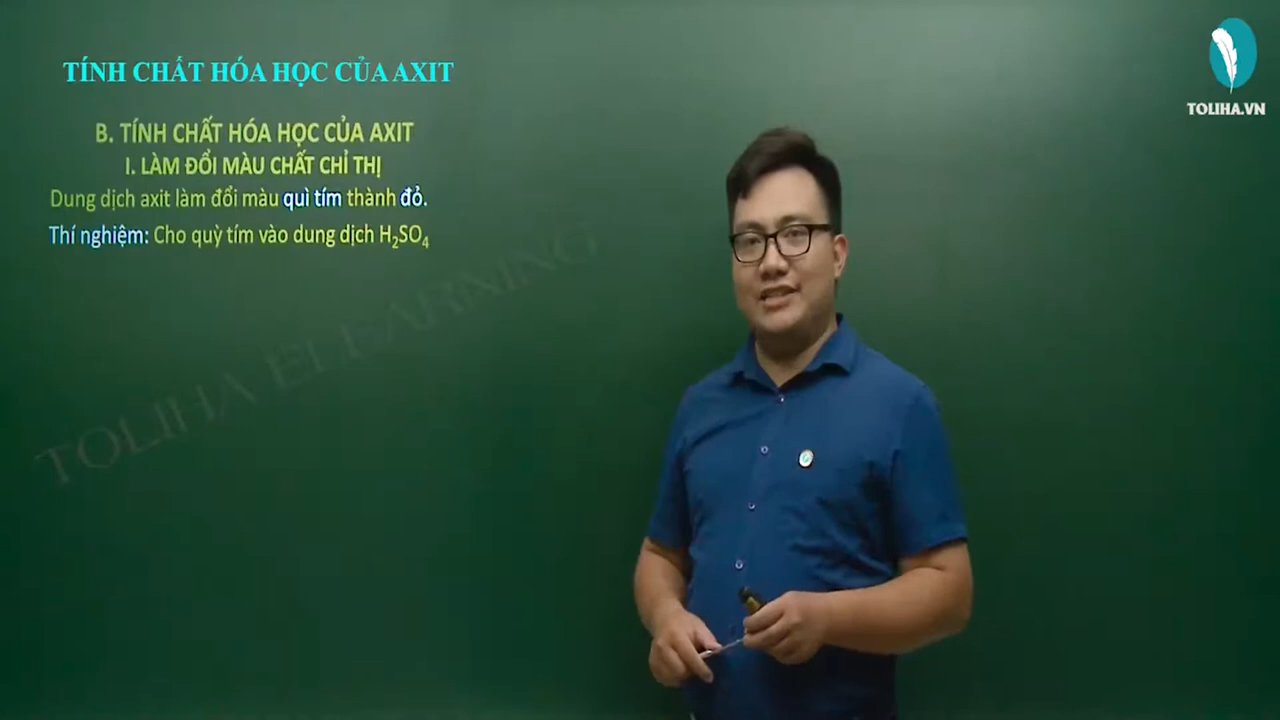 TÍNH CHẤT HÓA HỌC CỦA AXIT
TOLIHA.VN
B. TÍNH CHẤT HÓA HỌC CỦA AXIT
I. LÀM ĐỔI MÀU CHẤT CHỈ THỊ
Dung dịch axit làm đổi màu quì tím thành đỏ.
Thí nghiệm: Cho quỳ tím vào dung dịch H₂SO₄
TOLIHA ELEARNING